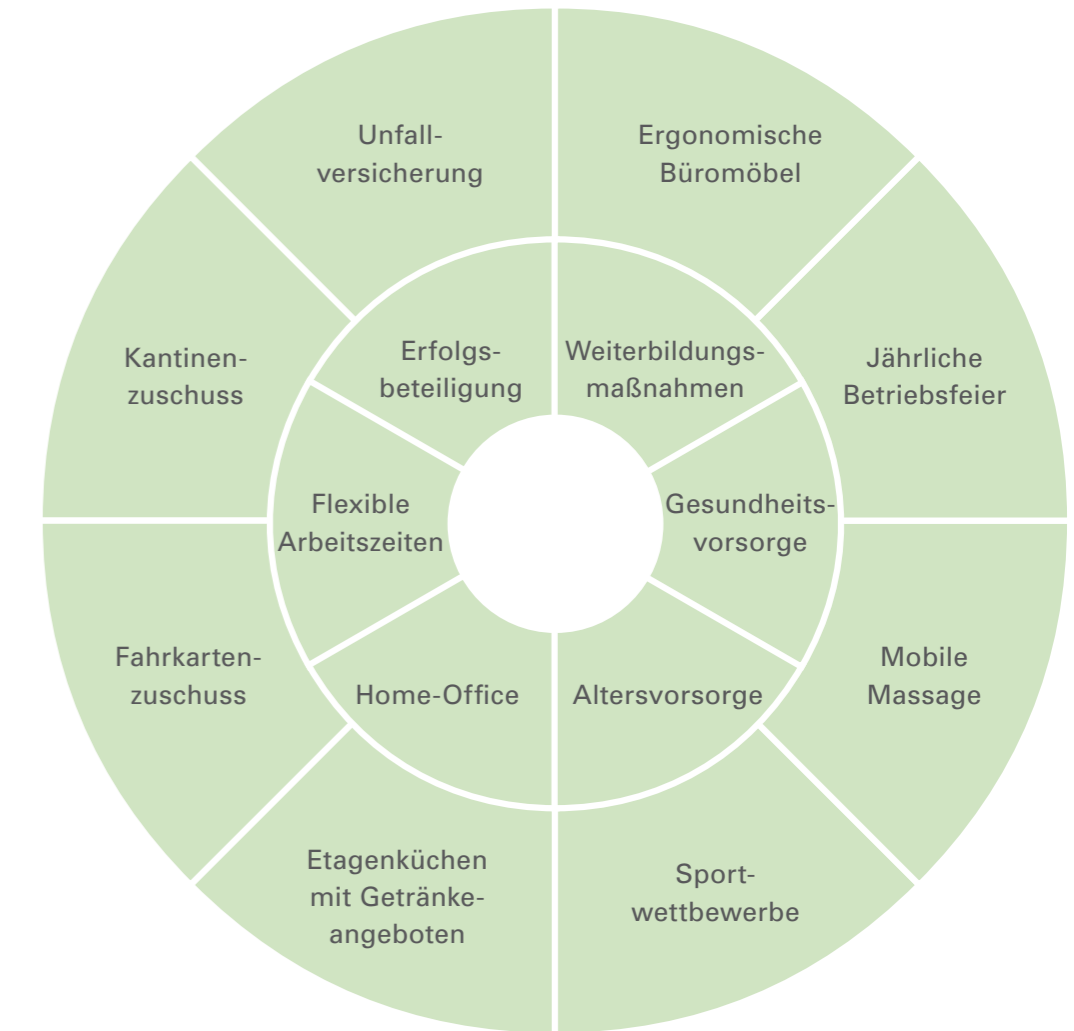 Unfall-
versicherung
Ergonomische
Büromöbel
Kantinen-
zuschuss
Erfolgs-
beteiligung
Weiterbildungs-
maßnahmen
Jährliche
Betriebsfeier
Flexible
Arbeitszeiten
Gesundheits-
vorsorge
Fahrkarten-
zuschuss
Home-Office
Altersvorsorge
Mobile
Massage
Etagenküchen
mit Getränke-
angeboten
Sport-
wettbewerbe